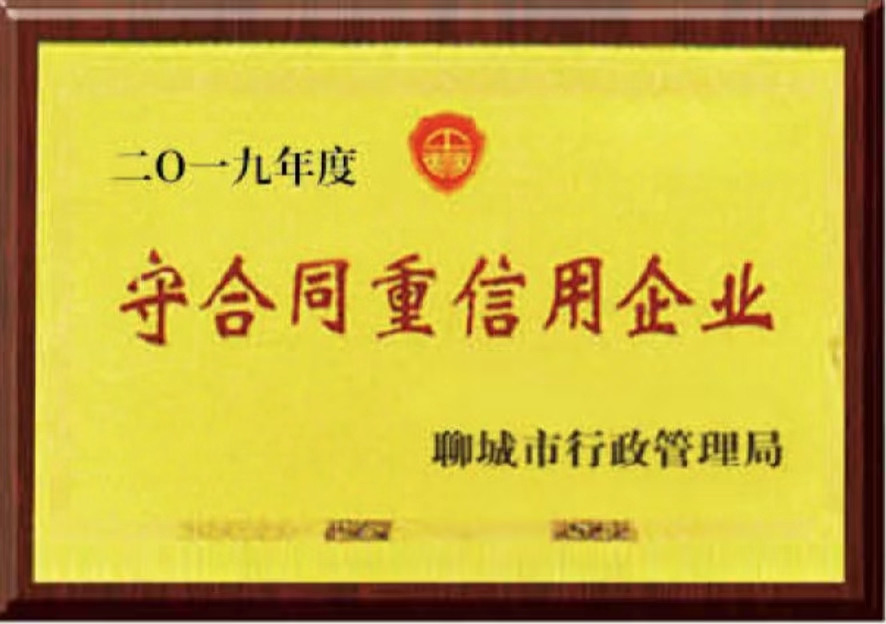 二〇一九年度
守合同重信用企业
聊城市行政管理局